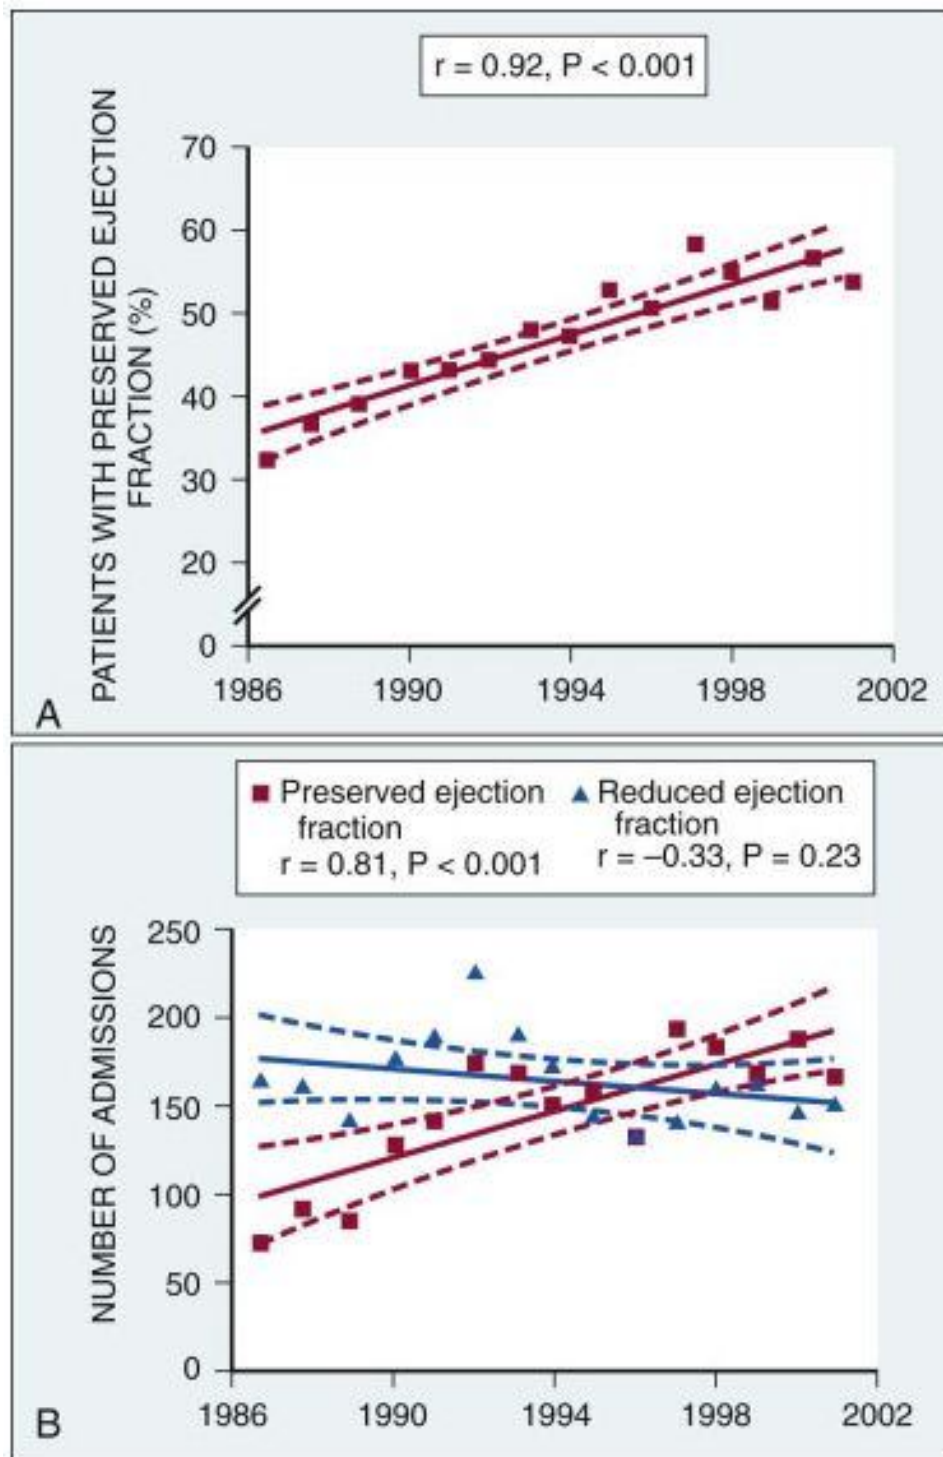 r = 0.92, P < 0.001
PATIENTS WITH PRESERVED EJECTION
FRACTION (%)
70
60
50
40
30
20
0
1986 1990 1994 1998 2002
A
Preserved ejection
fraction
r = 0.81, P < 0.001
Reduced ejection
fraction
r = –0.33, P = 0.23
NUMBER OF ADMISSIONS
250
200
150
100
50
0
1986 1990 1994 1998 2002
B